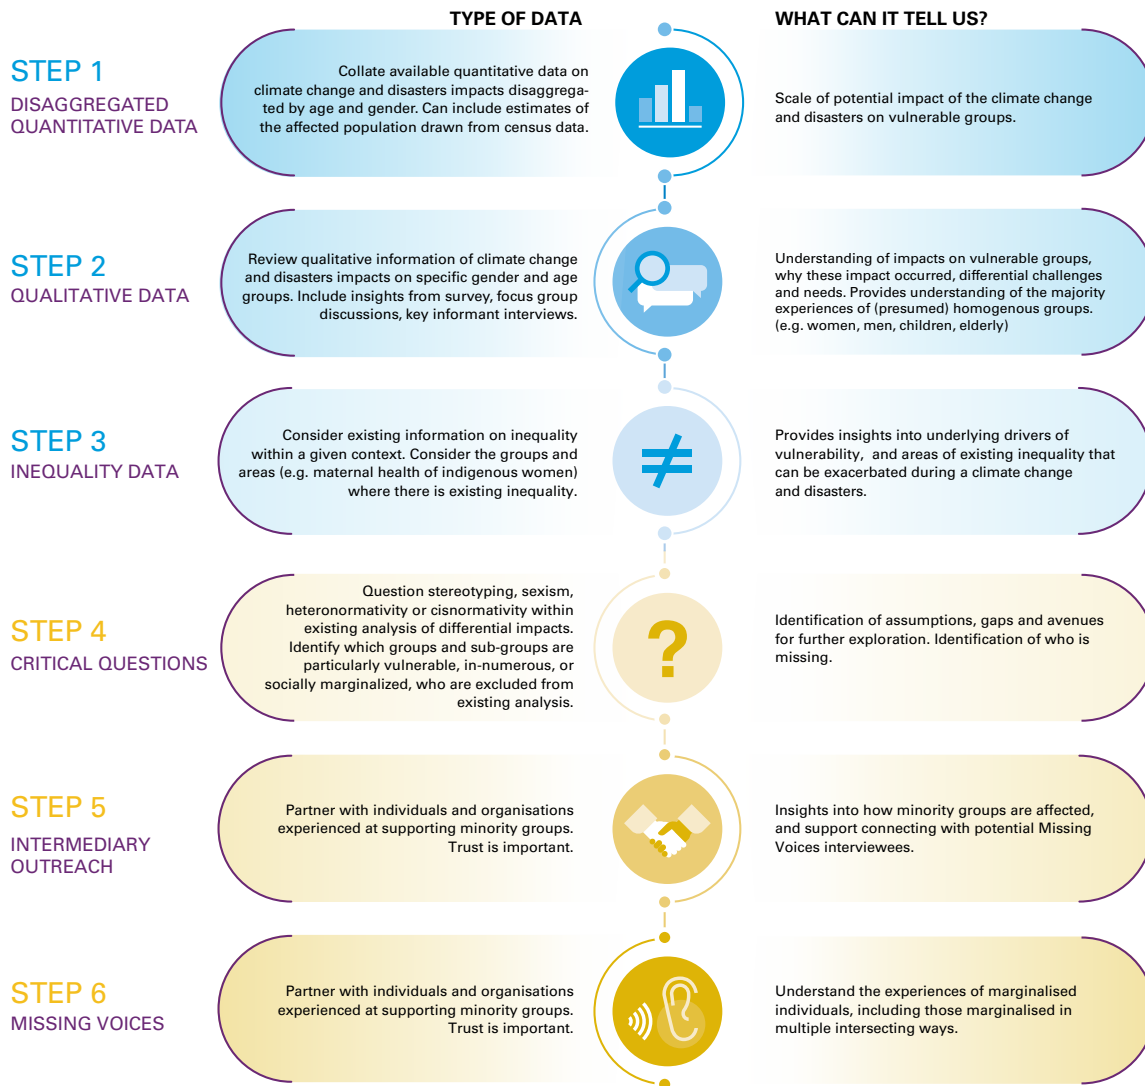 TYPE OF DATA
WHAT CAN IT TELL US?
STEP 1
DISAGGREGATED
QUANTITATIVE DATA
Collate available quantitative data on
climate change and disasters impacts disaggrega-
ted by age and gender. Can include estimates of
the affected population drawn from census data.
Scale of potential impact of the climate change
and disasters on vulnerable groups.
STEP 2
QUALITATIVE DATA
Review qualitative information of climate change
and disasters impacts on specific gender and age
groups. Include insights from survey, focus group
discussions, key informant interviews.
Understanding of impacts on vulnerable groups,
why these impact occurred, differential challenges
and needs. Provides understanding of the majority
experiences of (presumed) homogenous groups.
(e.g. women, men, children, elderly)
STEP 3
INEQUALITY DATA
Consider existing information on inequality
within a given context. Consider the groups and
areas (e.g. maternal health of indigenous women)
where there is existing inequality.
≠
Provides insights into underlying drivers of
vulnerability, and areas of existing inequality that
can be exacerbated during a climate change
and disasters.
STEP 4
CRITICAL QUESTIONS
Question stereotyping, sexism,
heteronormativity or cisnormativity within
existing analysis of differential impacts.
Identify which groups and sub-groups are
particularly vulnerable, in-numerous, or
socially marginalized, who are excluded from
existing analysis.
?
Identification of assumptions, gaps and avenues
for further exploration. Identification of who is
missing.
STEP 5
INTERMEDIARY
OUTREACH
Partner with individuals and organisations
experienced at supporting minority groups.
Trust is important.
Insights into how minority groups are affected,
and support connecting with potential Missing
Voices interviewees.
STEP 6
MISSING VOICES
Partner with individuals and organisations
experienced at supporting minority groups.
Trust is important.
Understand the experiences of marginalised
individuals, including those marginalised in
multiple intersecting ways.